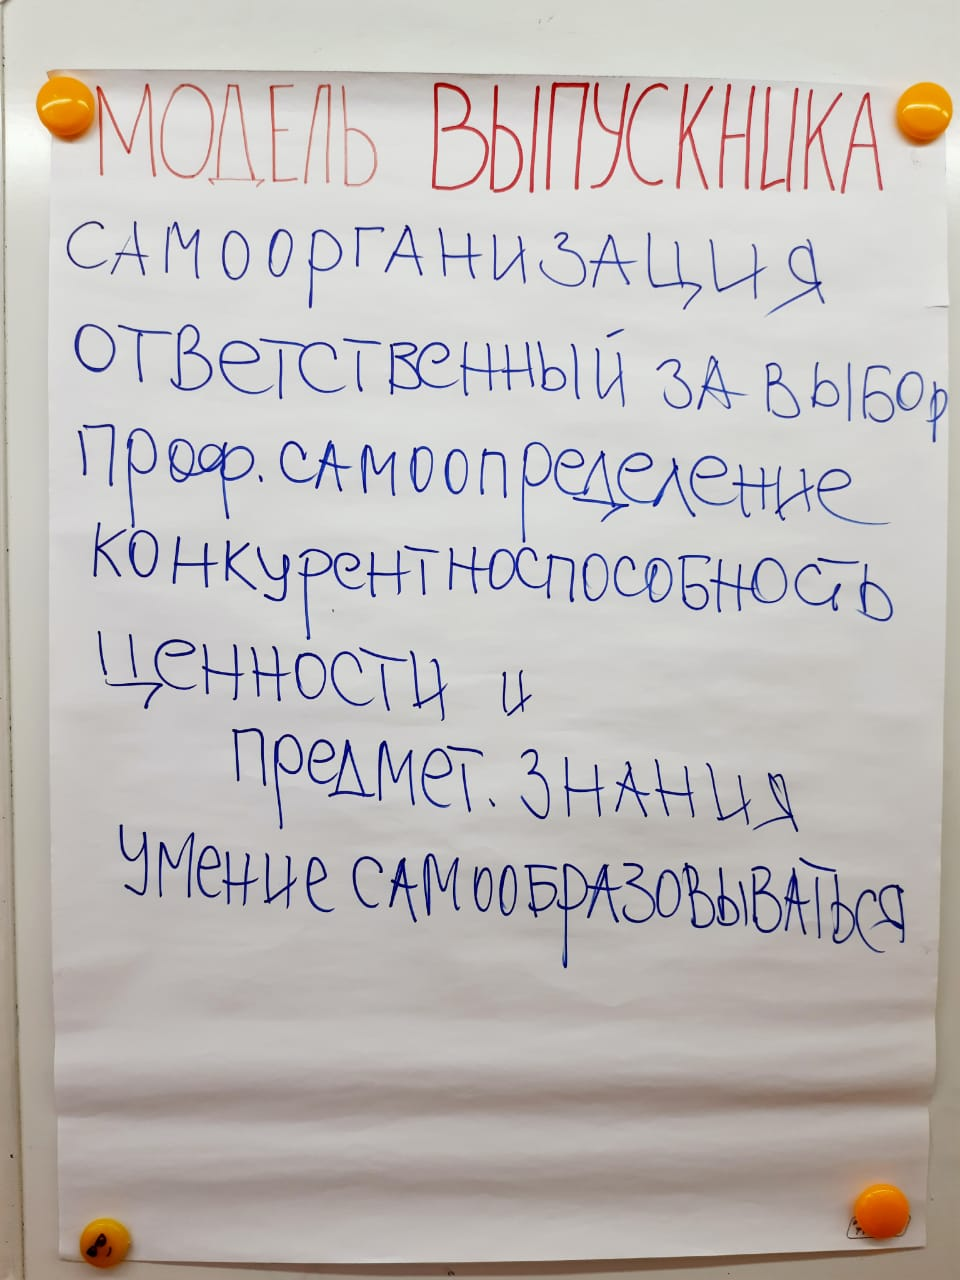 МОДЕЛЬ ВЫПУСКНИКА
САМООРГАНИЗАЦИЯ
ОТВЕТСТВЕННЫЙ ЗА ВЫБОР
ПРОФ. САМООПРЕДЕЛЕНИЕ
КОНКУРЕНТНОСПОСОБНОСТЬ
ЦЕННОСТИ И
ПРЕДМЕТ. ЗНАНИЯ
УМЕНИЕ САМООБРАЗОВЫВАТЬСЯ